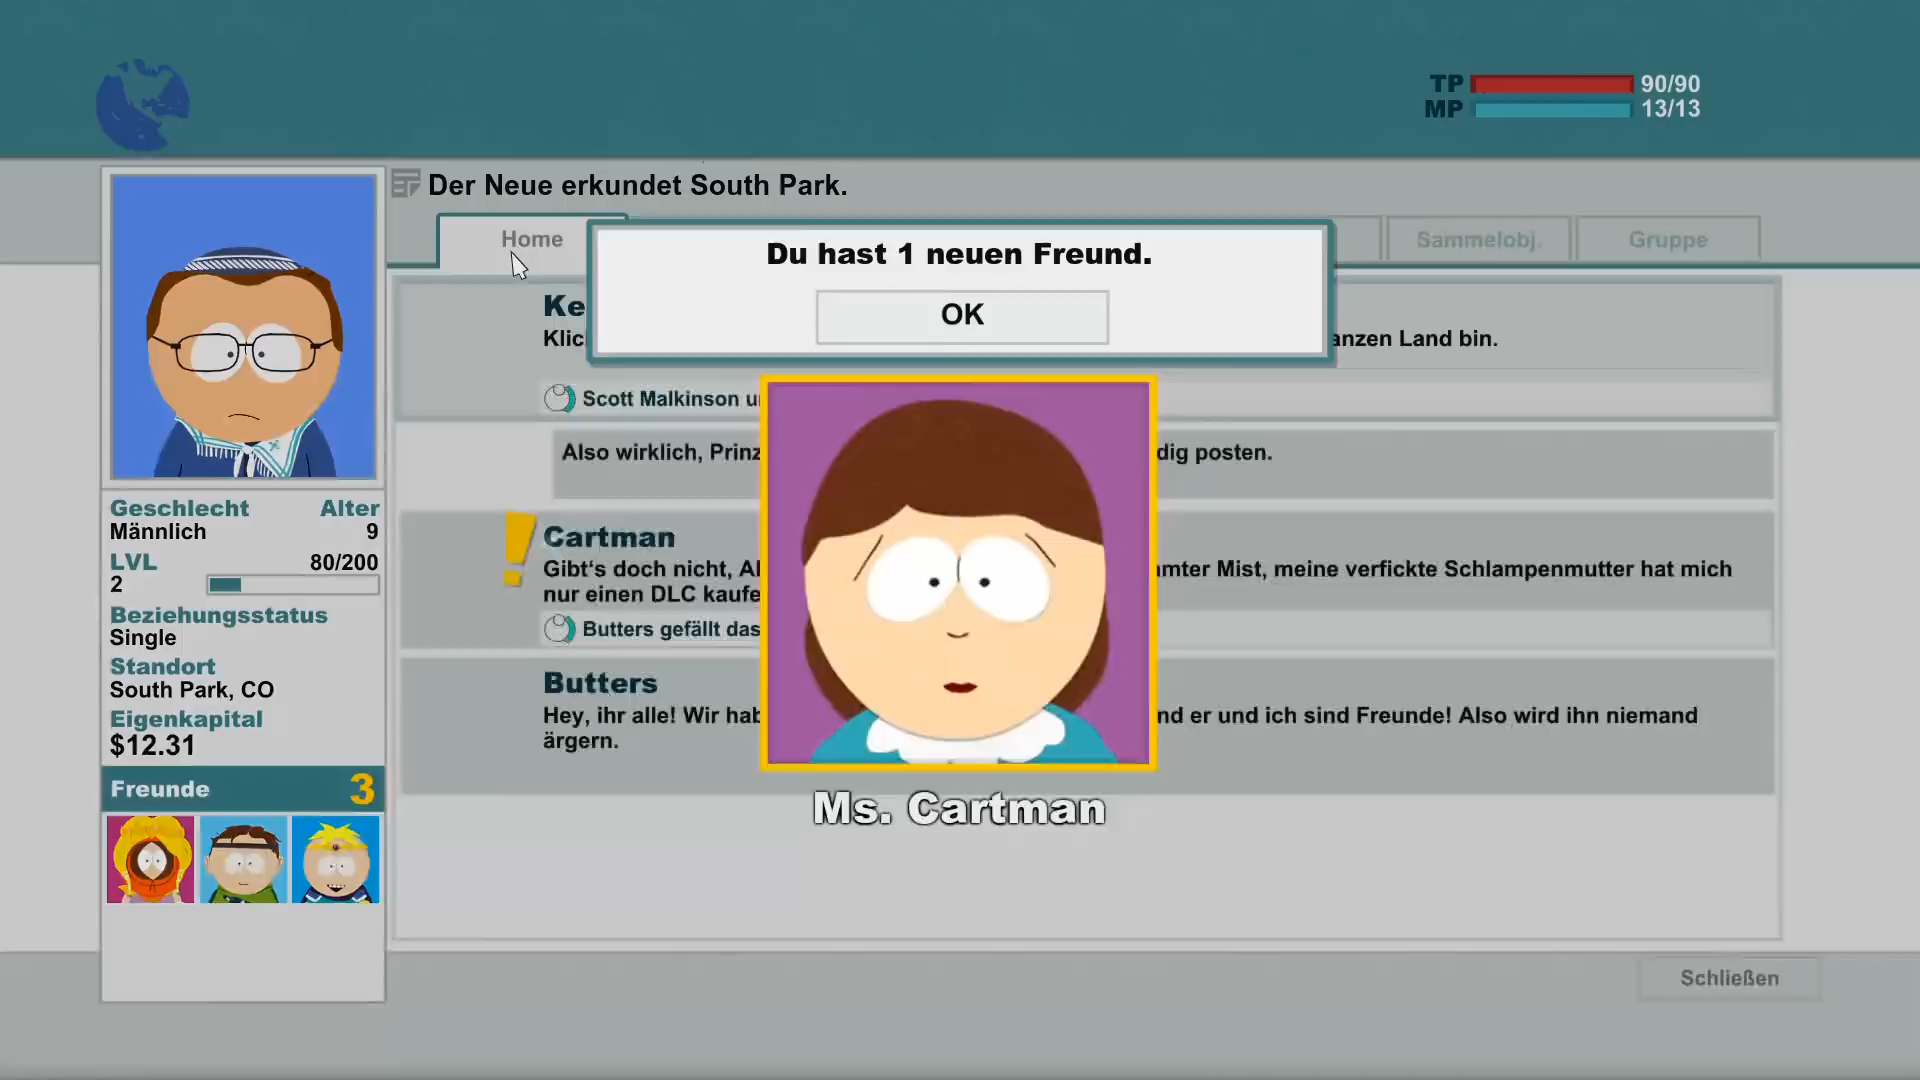 TP 90/90
MP 13/13
Der Neue erkundet South Park.
Home
Sammelobj.
Gruppe
Du hast 1 neuen Freund.
OK
Ke
Klic anzen Land bin.
Scott Malkinson u
Also wirklich, Prinz dig posten.
Cartman
Gibt's doch nicht, Al mter Mist, meine verfickte Schlampenmutter hat mich
nur einen DLC kaufe
Butters gefällt das
Butters
Hey, ihr alle! Wir hab nd er und ich sind Freunde! Also wird ihn niemand
ärgern.
Ms. Cartman
Geschlecht Alter
Männlich 9
LVL 80/200
2
Beziehungsstatus
Single
Standort
South Park, CO
Eigenkapital
$12.31
Freunde 3
Schließen